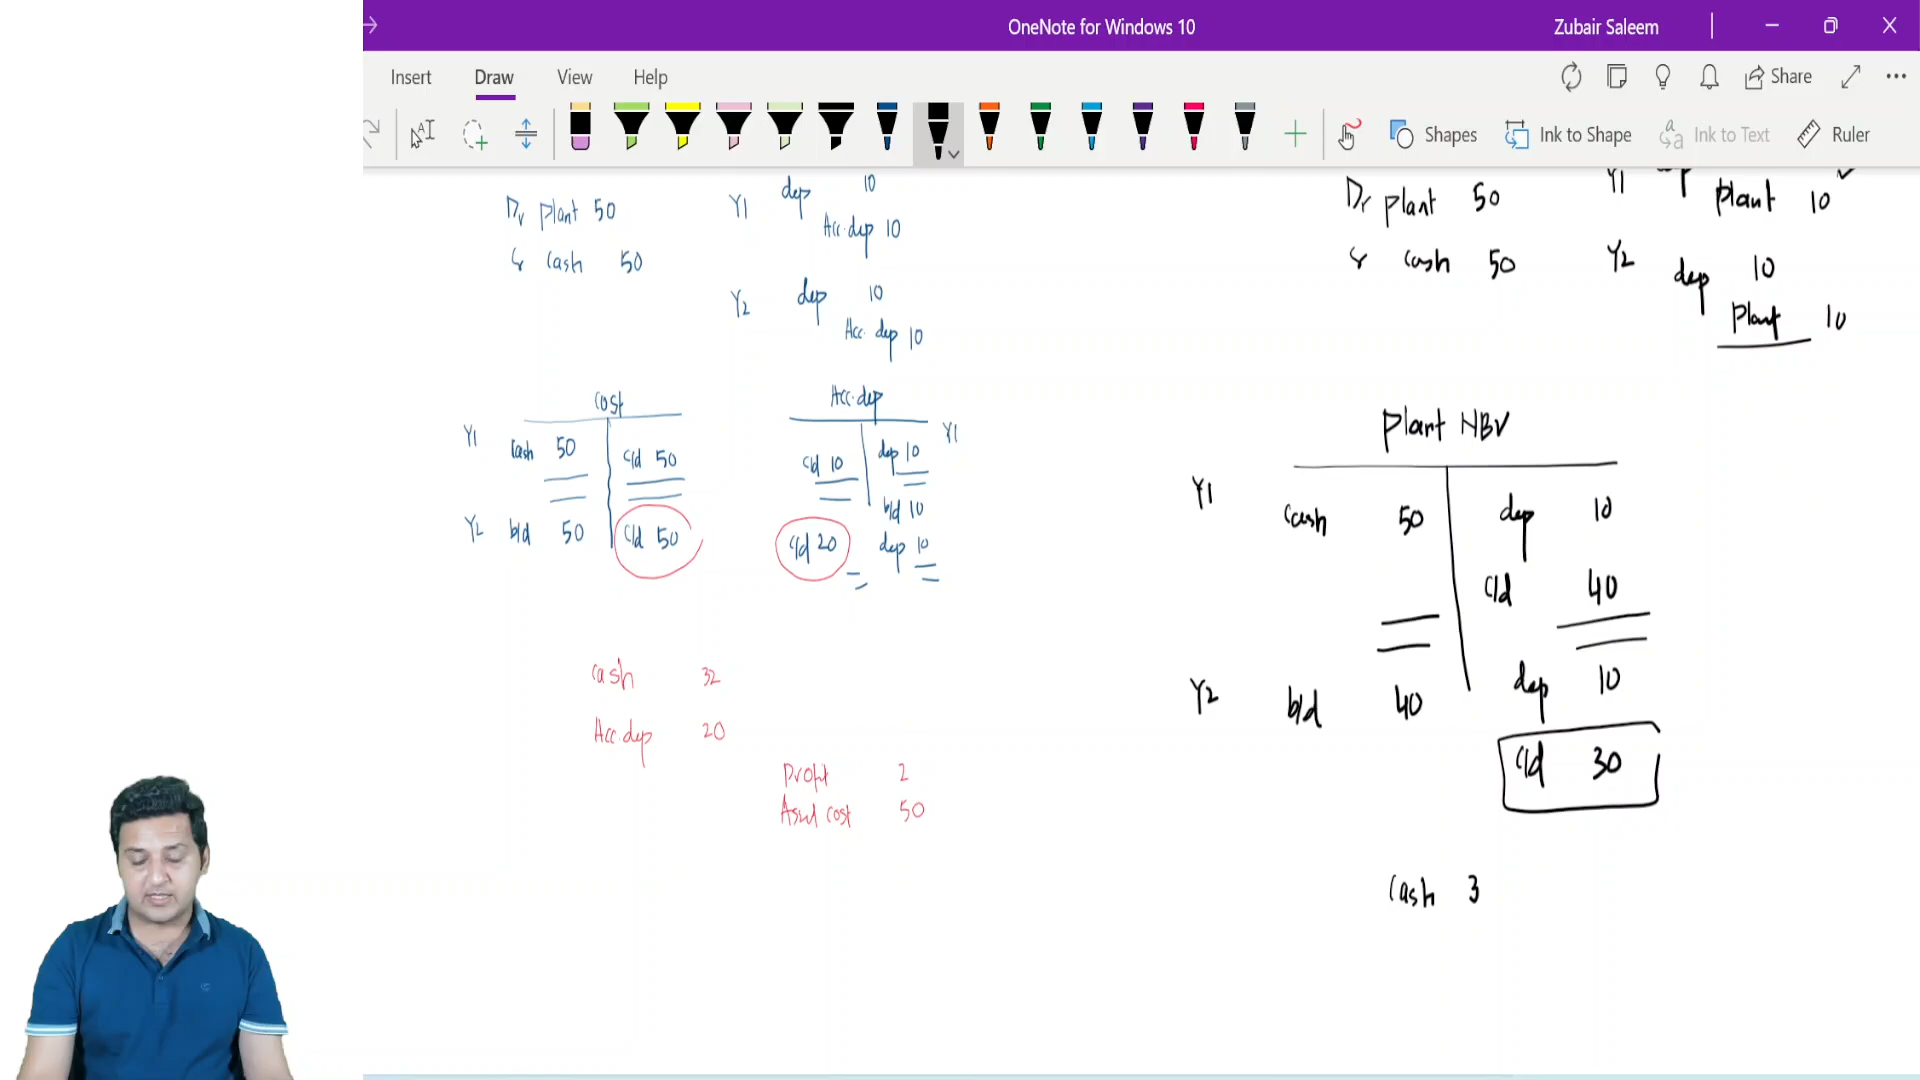 OneNote for Windows 10
Zubair Saleem
Insert Draw View Help
Share
Shapes
Ink to Shape
Ink to Text
Ruler
Dr plant 50
Cr cash 50
Y1 dep 10
Acc.dep 10
Y2 dep 10
Acc. dep 10
Cost
Y1 Cash 50 C/d 50
Y2 b/d 50 C/d 50
Acc.dep
C/d 10 dep 10 Y1
b/d 10
C/d 20 dep 10
Cash 32
Acc.dep 20
Profit 2
Asset cost 50
Dr plant 50
Cr Cash 50
Y1 dep
plant 10
Y2 dep 10
Plant 10
Plant NBV
Y1 Cash 50 dep 10
C/d 40
Y2 b/d 40 dep 10
C/d 30
Cash 3